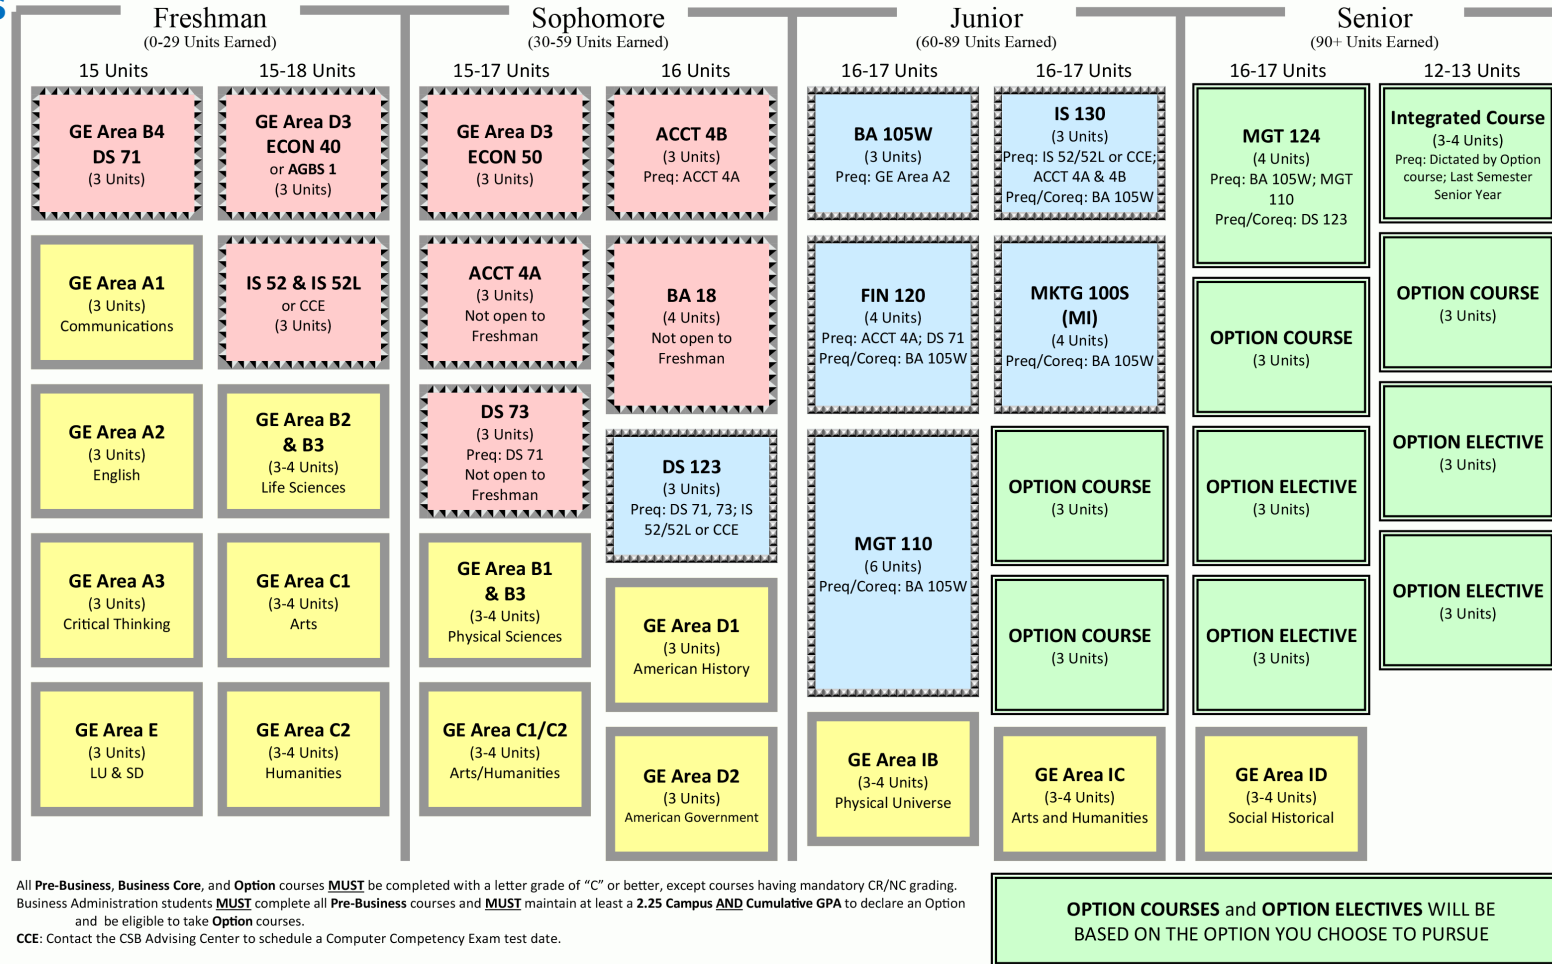 S
Freshman
(0-29 Units Earned)
15 Units
15-18 Units
GE Area B4
DS 71
(3 Units)
GE Area D3
ECON 40
or AGBS 1
(3 Units)
GE Area A1
(3 Units)
Communications
IS 52 & IS 52L
or CCE
(3 Units)
GE Area A2
(3 Units)
English
GE Area B2
& B3
(3-4 Units)
Life Sciences
GE Area A3
(3 Units)
Critical Thinking
GE Area C1
(3-4 Units)
Arts
GE Area E
(3 Units)
LU & SD
GE Area C2
(3-4 Units)
Humanities
Sophomore
(30-59 Units Earned)
15-17 Units
16 Units
GE Area D3
ECON 50
(3 Units)
ACCT 4B
(3 Units)
Preq: ACCT 4A
ACCT 4A
(3 Units)
Not open to
Freshman
BA 18
(4 Units)
Not open to
Freshman
DS 73
(3 Units)
Preq: DS 71
Not open to
Freshman
DS 123
(3 Units)
Preq: DS 71, 73; IS
52/52L or CCE
GE Area B1
& B3
(3-4 Units)
Physical Sciences
GE Area D1
(3 Units)
American History
GE Area C1/C2
(3-4 Units)
Arts/Humanities
GE Area D2
(3 Units)
American Government
Junior
(60-89 Units Earned)
16-17 Units
16-17 Units
BA 105W
(3 Units)
Preq: GE Area A2
IS 130
(3 Units)
Preq: IS 52/52L or CCE;
ACCT 4A & 4B
Preq/Coreq: BA 105W
FIN 120
(4 Units)
Preq: ACCT 4A; DS 71
Preq/Coreq: BA 105W
MKTG 100S
(MI)
(4 Units)
Preq/Coreq: BA 105W
MGT 110
(6 Units)
Preq/Coreq: BA 105W
OPTION COURSE
(3 Units)
OPTION COURSE
(3 Units)
GE Area IB
(3-4 Units)
Physical Universe
GE Area IC
(3-4 Units)
Arts and Humanities
Senior
(90+ Units Earned)
16-17 Units
12-13 Units
MGT 124
(4 Units)
Preq: BA 105W; MGT
110
Preq/Coreq: DS 123
Integrated Course
(3-4 Units)
Preq: Dictated by Option
course; Last Semester
Senior Year
OPTION COURSE
(3 Units)
OPTION COURSE
(3 Units)
OPTION ELECTIVE
(3 Units)
OPTION ELECTIVE
(3 Units)
OPTION ELECTIVE
(3 Units)
OPTION ELECTIVE
(3 Units)
GE Area ID
(3-4 Units)
Social Historical
All Pre-Business, Business Core, and Option courses MUST be completed with a letter grade of “C” or better, except courses having mandatory CR/NC grading.
Business Administration students MUST complete all Pre-Business courses and MUST maintain at least a 2.25 Campus AND Cumulative GPA to declare an Option
and be eligible to take Option courses.
CCE: Contact the CSB Advising Center to schedule a Computer Competency Exam test date.
OPTION COURSES and OPTION ELECTIVES WILL BE
BASED ON THE OPTION YOU CHOOSE TO PURSUE